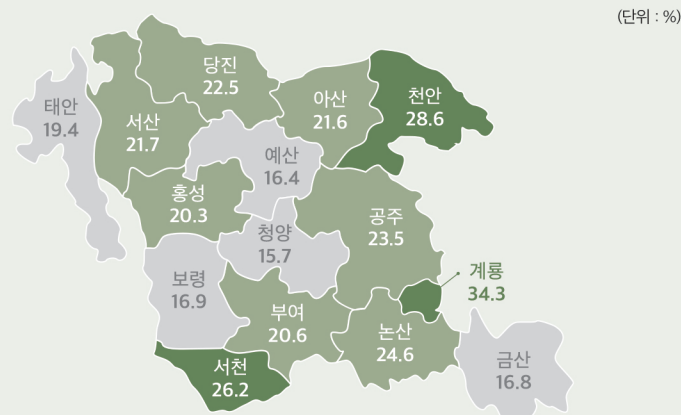 (단위 : %)
당진
22.5
아산
21.6
천안
28.6
태안
19.4
서산
21.7
예산
16.4
홍성
20.3
공주
23.5
청양
15.7
계룡
34.3
보령
16.9
부여
20.6
논산
24.6
금산
16.8
서천
26.2